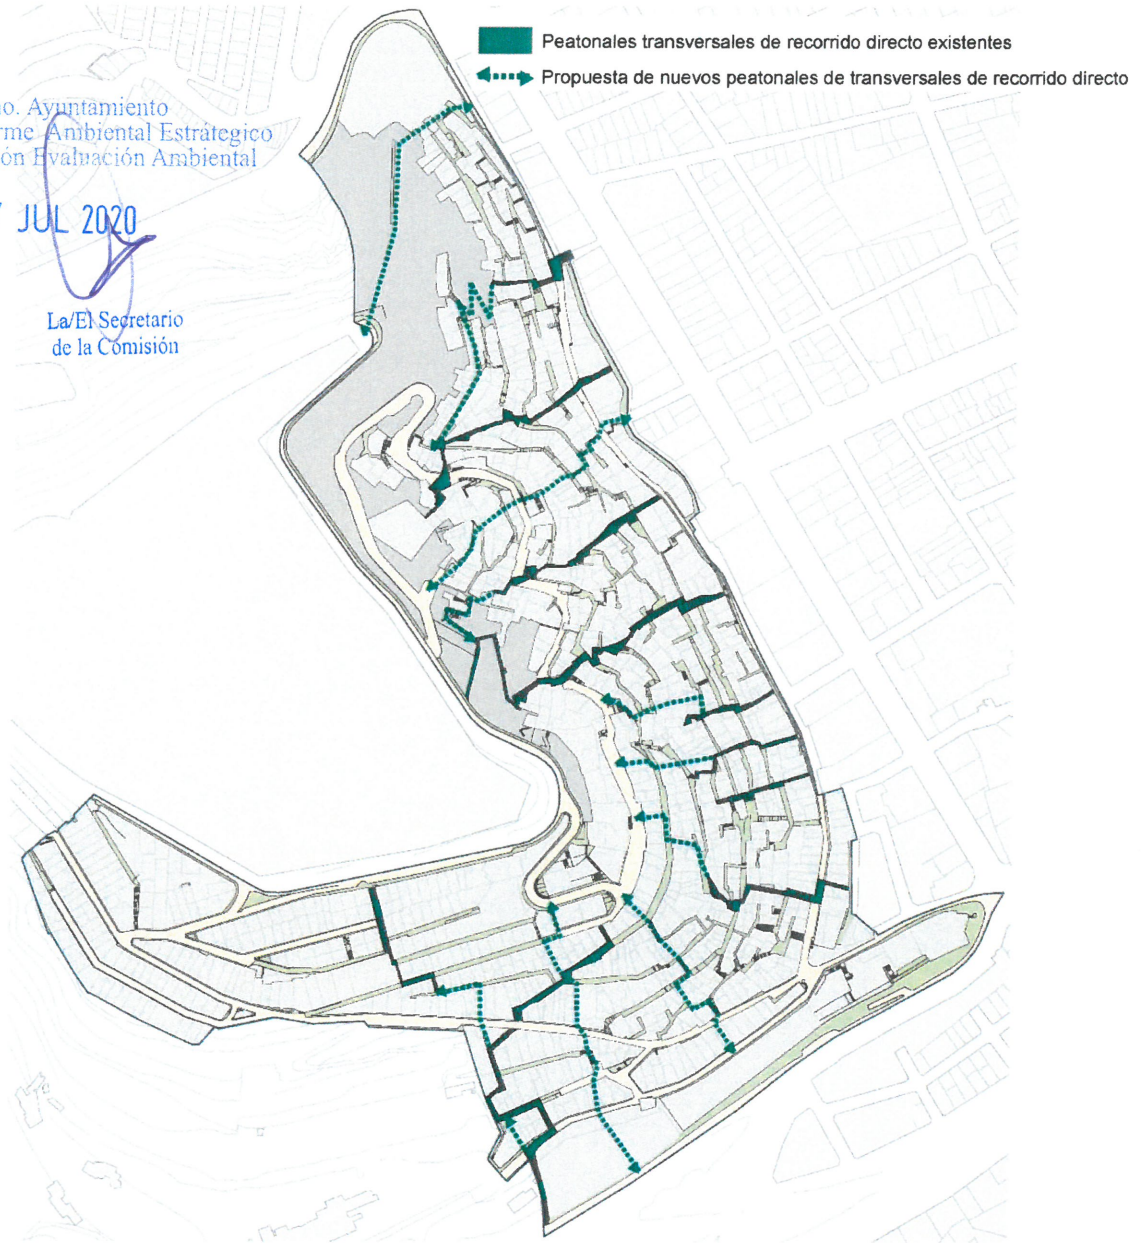 Peatonales transversales de recorrido directo existentes
Propuesta de nuevos peatonales de transversales de recorrido directo
Ayuntamiento
Ambiental Estrátegico
Evaluación Ambiental
JUL 2020
La/El Secretario
de la Comisión